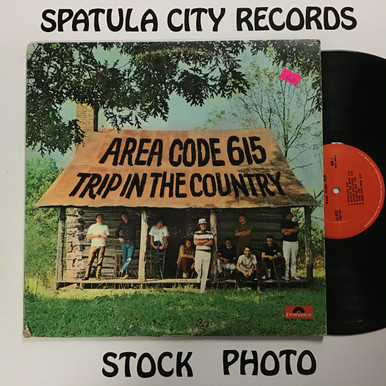 SPATULA CITY RECORDS
AREA CODE 615
TRIP IN THE COUNTRY
STOCK PHOTO